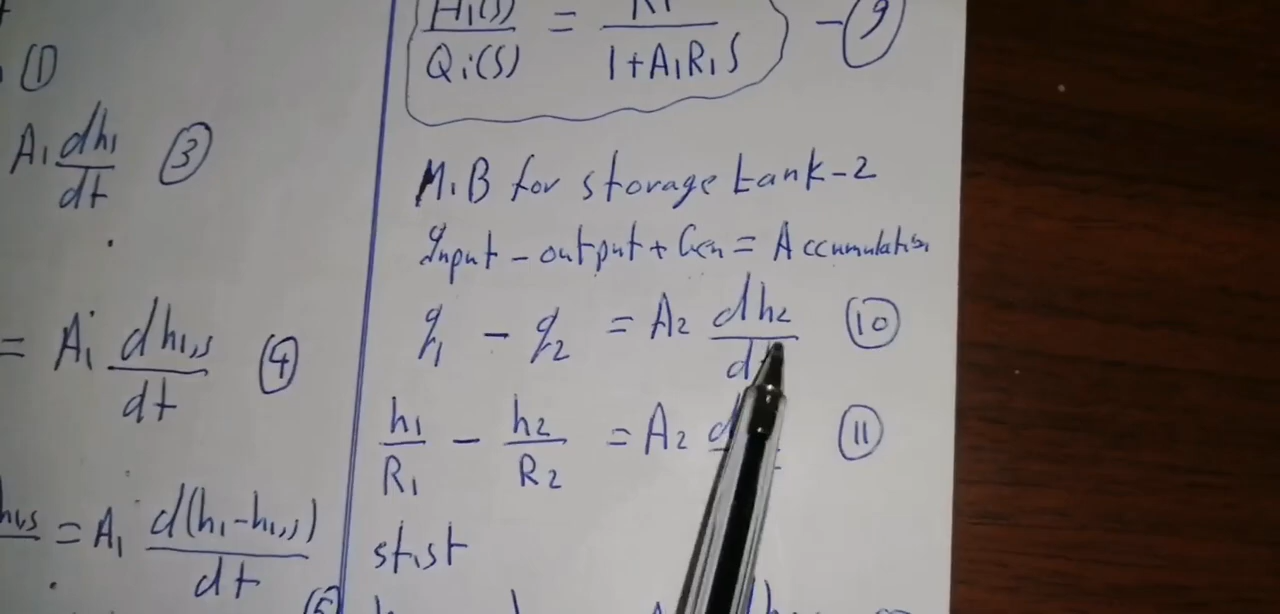 ①
A₁ dh₁/dt ③
= A₁ dh₁,s/dt ④
= A₁ d(h₁-h₁,s)/dt
H₁(s)/Qi(s) = R₁/(1+A₁R₁S) - ⑨
M.B for storage tank-2
Input - output + Gen = Accumulation
q₁ - q₂ = A₂ dh₂/dt ⑩
h₁/R₁ - h₂/R₂ = A₂ ⑪
st.st